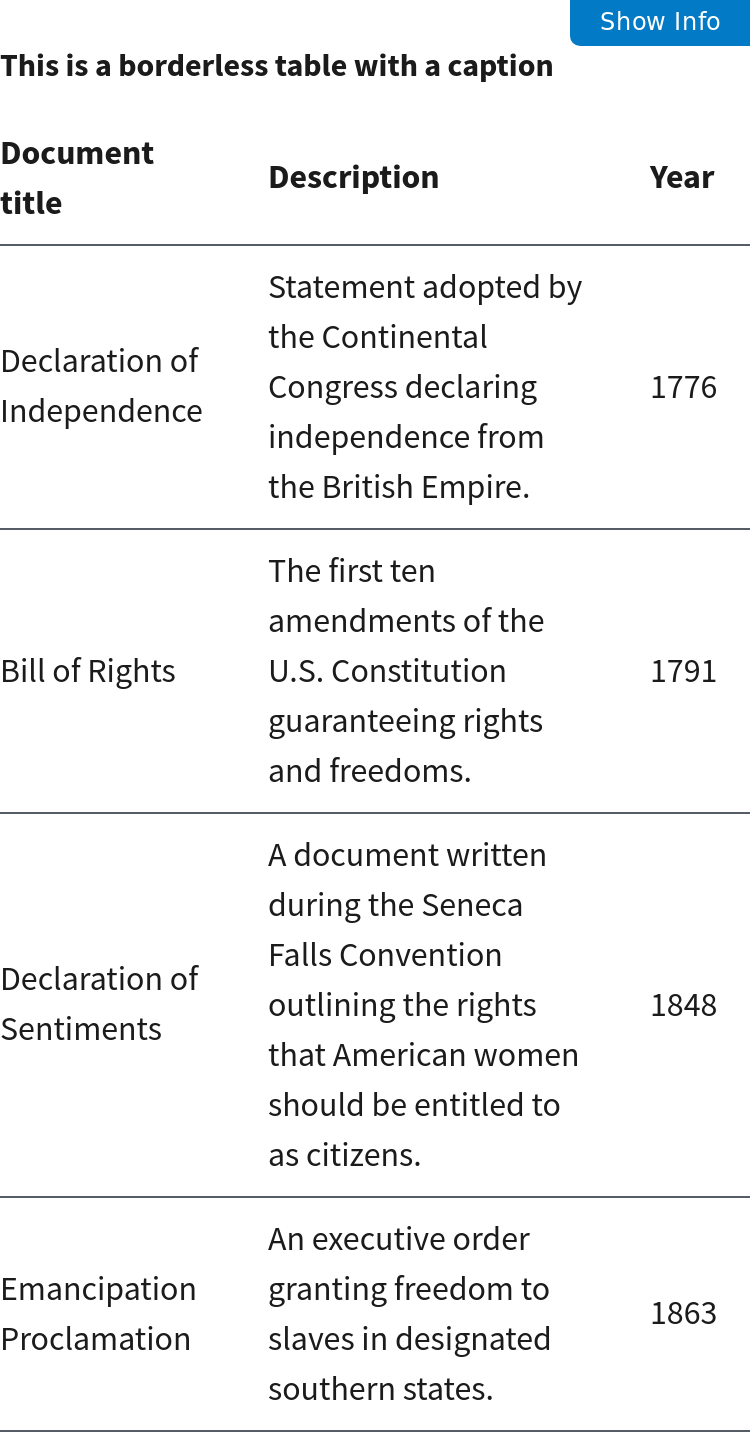 Show Info
This is a borderless table with a caption
Document
title
Description
Year
Declaration of
Independence
Statement adopted by
the Continental
Congress declaring
independence from
the British Empire.
1776
Bill of Rights
The first ten
amendments of the
U.S. Constitution
guaranteeing rights
and freedoms.
1791
Declaration of
Sentiments
A document written
during the Seneca
Falls Convention
outlining the rights
that American women
should be entitled to
as citizens.
1848
Emancipation
Proclamation
An executive order
granting freedom to
slaves in designated
southern states.
1863